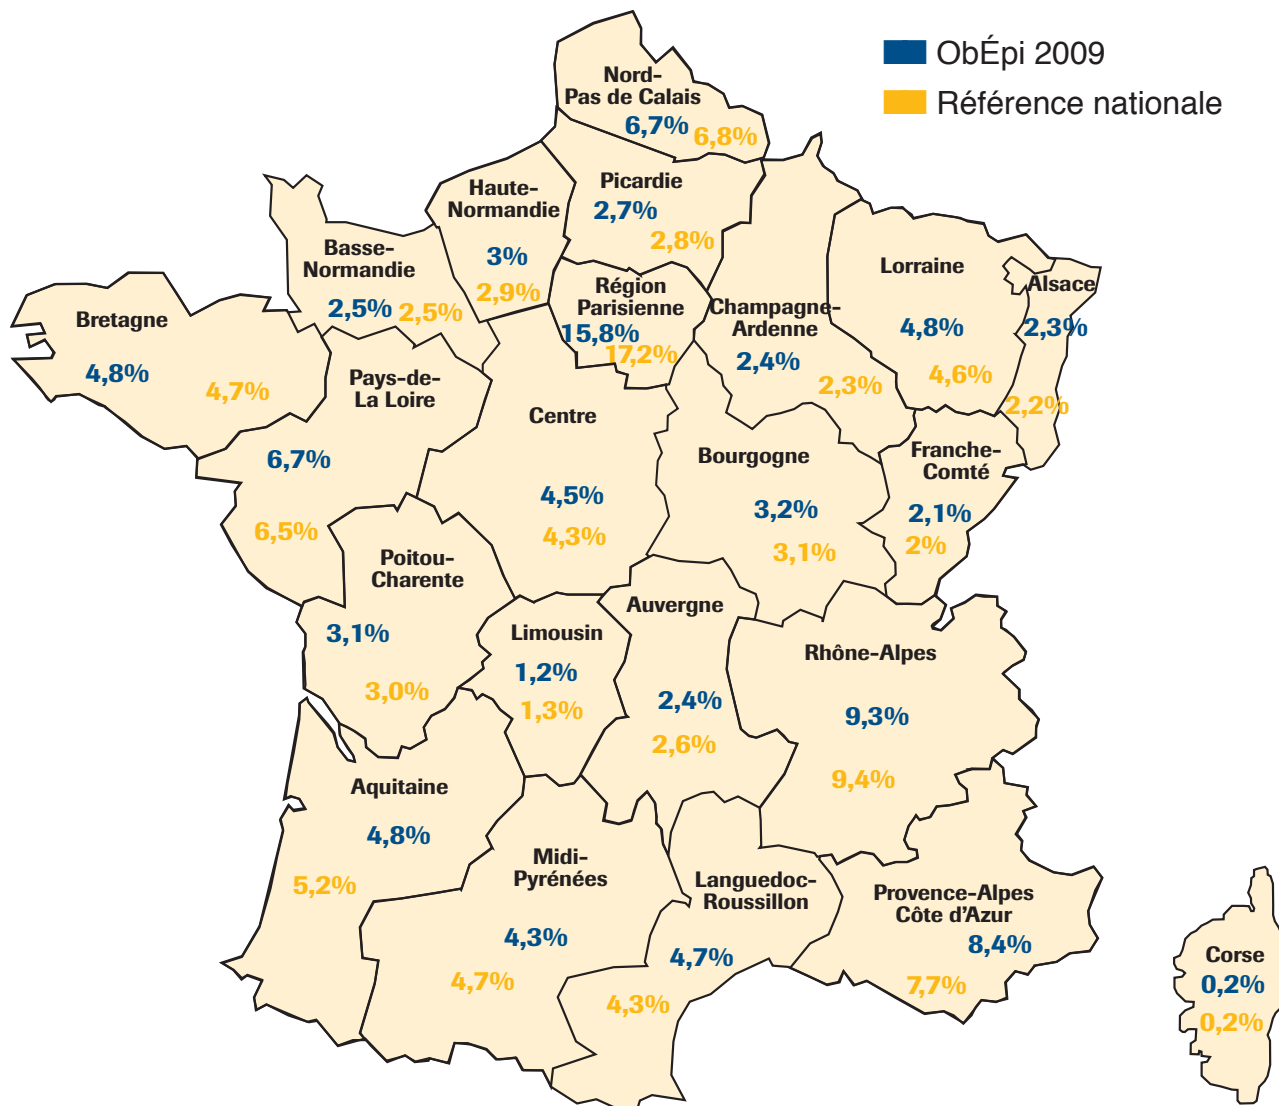 ObÉpi 2009
Référence nationale
Nord-
Pas de Calais
6,7%
6,8%
Picardie
2,7%
2,8%
Haute-
Normandie
3%
2,9%
Basse-
Normandie
2,5%
2,5%
Bretagne
4,8%
4,7%
Région
Parisienne
15,8%
17,2%
Champagne-
Ardenne
2,4%
2,3%
Lorraine
4,8%
4,6%
Alsace
2,3%
2,2%
Pays-de-
La Loire
6,7%
6,5%
Centre
4,5%
4,3%
Bourgogne
3,2%
3,1%
Franche-
Comté
2,1%
2%
Poitou-
Charente
3,1%
3,0%
Limousin
1,2%
1,3%
Auvergne
2,4%
2,6%
Rhône-Alpes
9,3%
9,4%
Aquitaine
4,8%
5,2%
Midi-
Pyrénées
4,3%
4,7%
Languedoc-
Roussillon
4,7%
4,3%
Provence-Alpes
Côte d'Azur
8,4%
7,7%
Corse
0,2%
0,2%